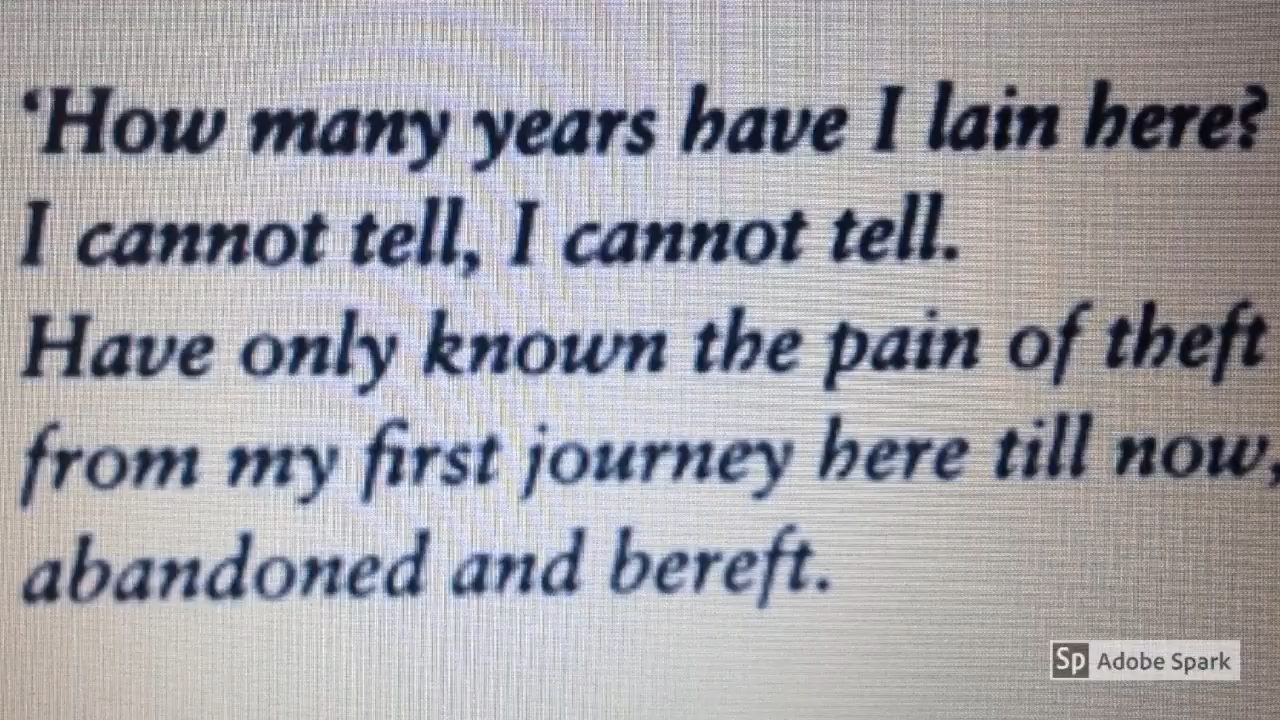 ‘How many years have I lain here?
I cannot tell, I cannot tell.
Have only known the pain of theft
from my first journey here till now,
abandoned and bereft.
Sp Adobe Spark